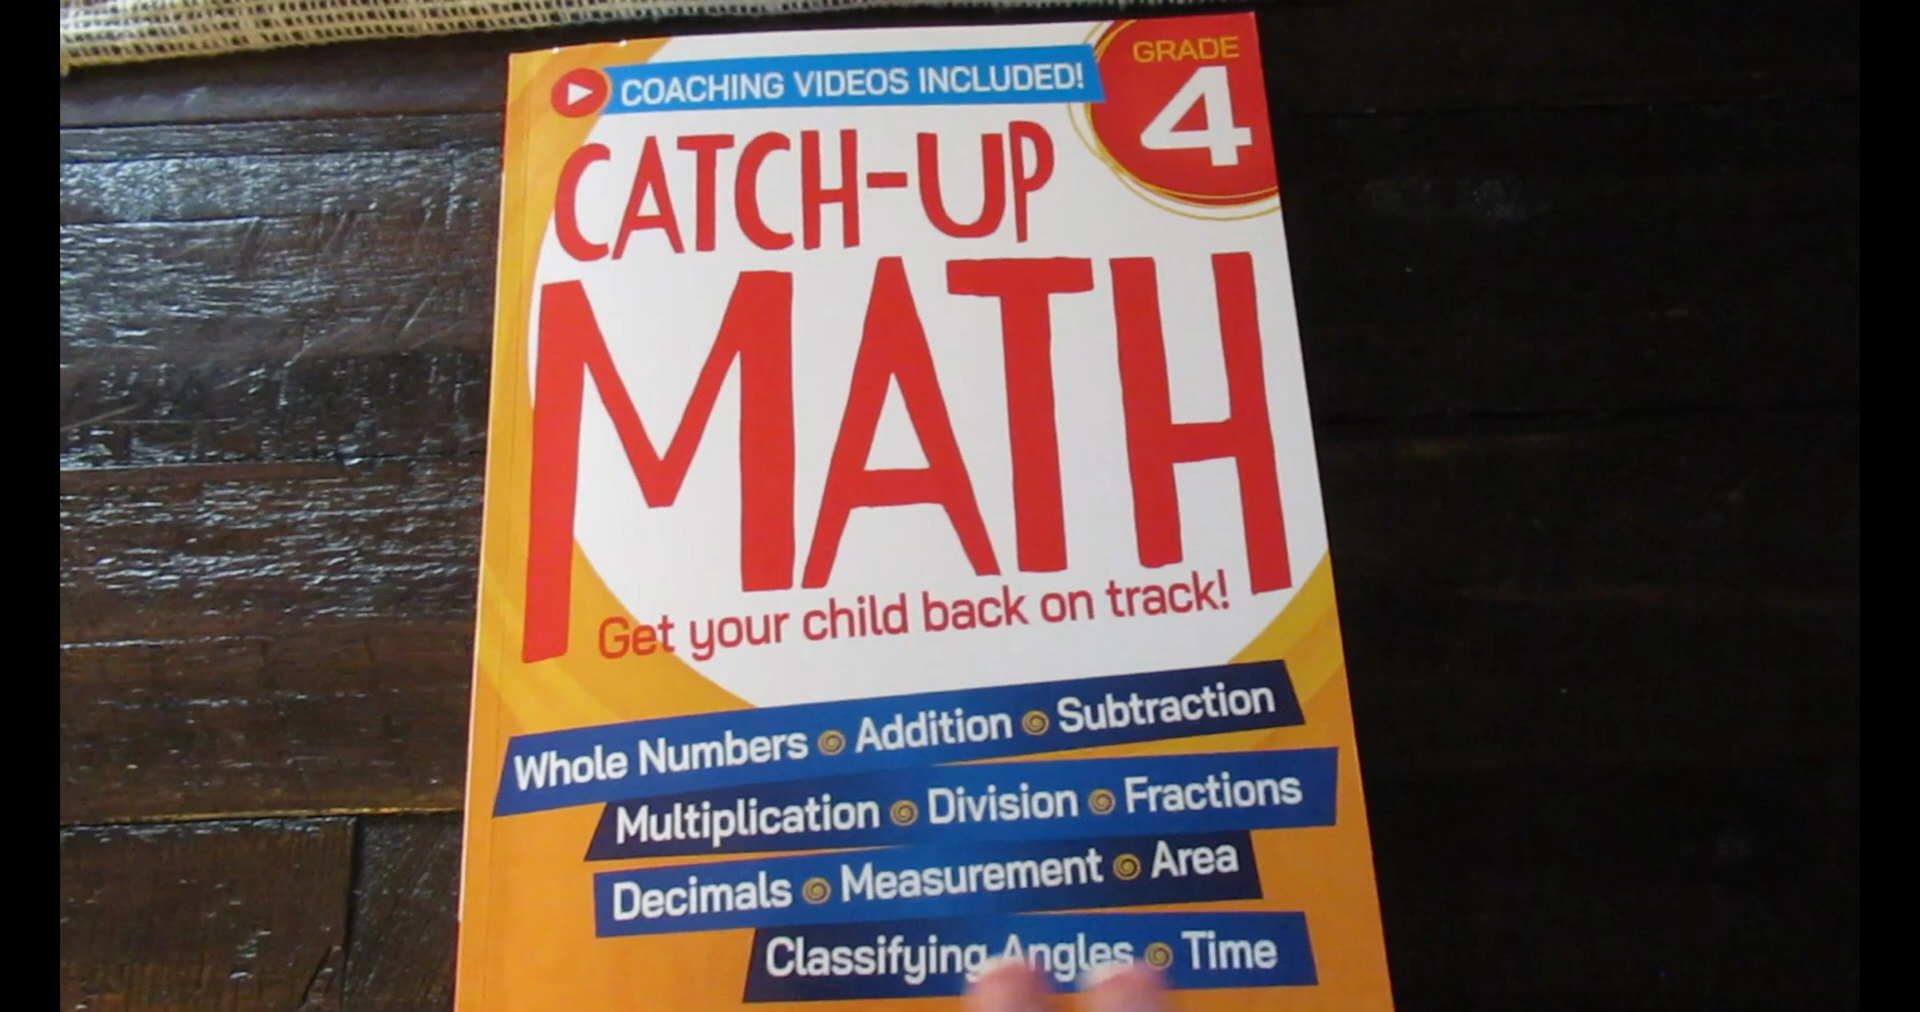 COACHING VIDEOS INCLUDED!
GRADE
4
CATCH-UP
MATH
Get your child back on track!
Whole Numbers Addition Subtraction
Multiplication Division Fractions
Decimals Measurement Area
Classifying Angles Time